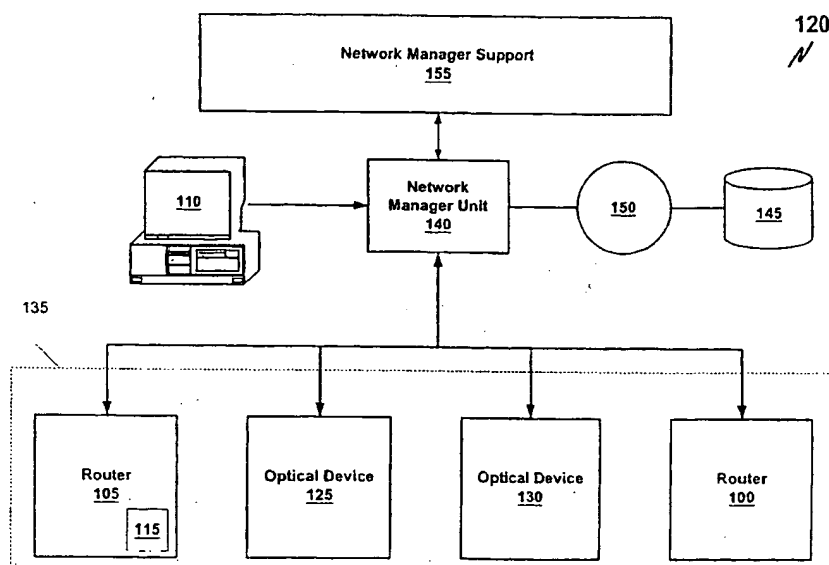 120
Network Manager Support
155
110
Network
Manager Unit
140
150
145
135
Router
105
115
Optical Device
125
Optical Device
130
Router
100